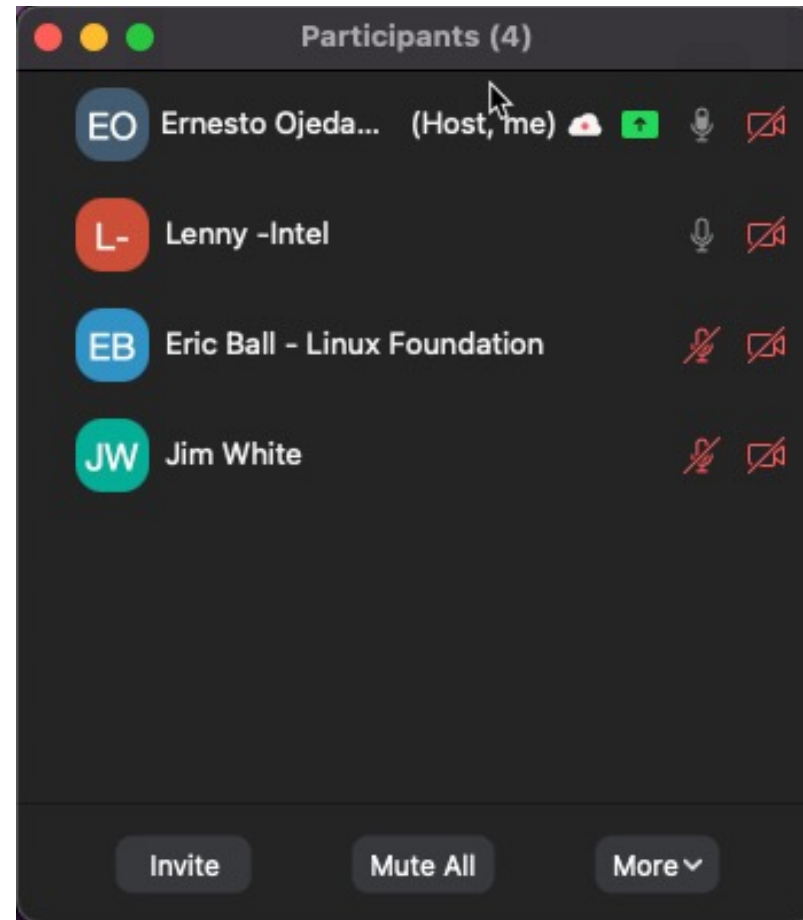 Participants (4)
EO Ernesto Ojeda... (Host, me)
L- Lenny -Intel
EB Eric Ball - Linux Foundation
JW Jim White
Invite Mute All More